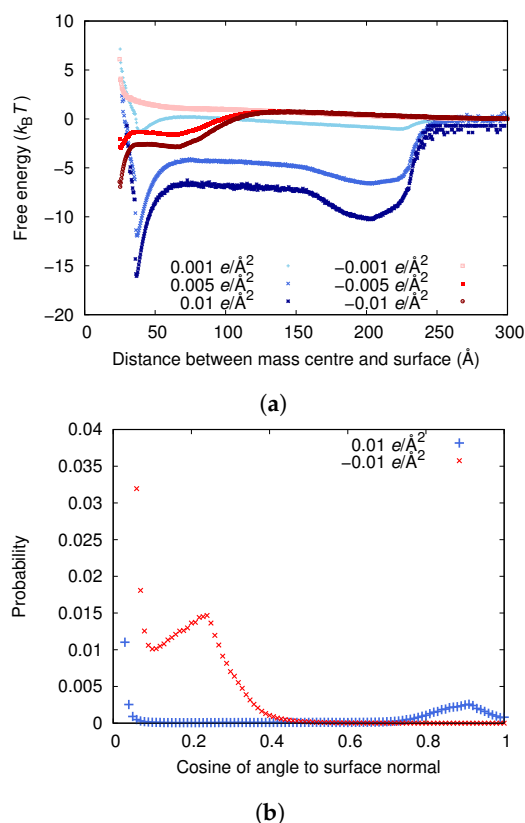 10
5
0
−5
−10
−15
−20
0 50 100 150 200 250 300
Free energy (kBT)
0.001 e/Å2 −0.001 e/Å2
0.005 e/Å2 −0.005 e/Å2
0.01 e/Å2 −0.01 e/Å2
Distance between mass centre and surface (Å)
(a)
0.04
0.035
0.03
0.025
0.02
0.015
0.01
0.005
0
0 0.2 0.4 0.6 0.8 1
Probability
0.01 e/Å2
−0.01 e/Å2
Cosine of angle to surface normal
(b)